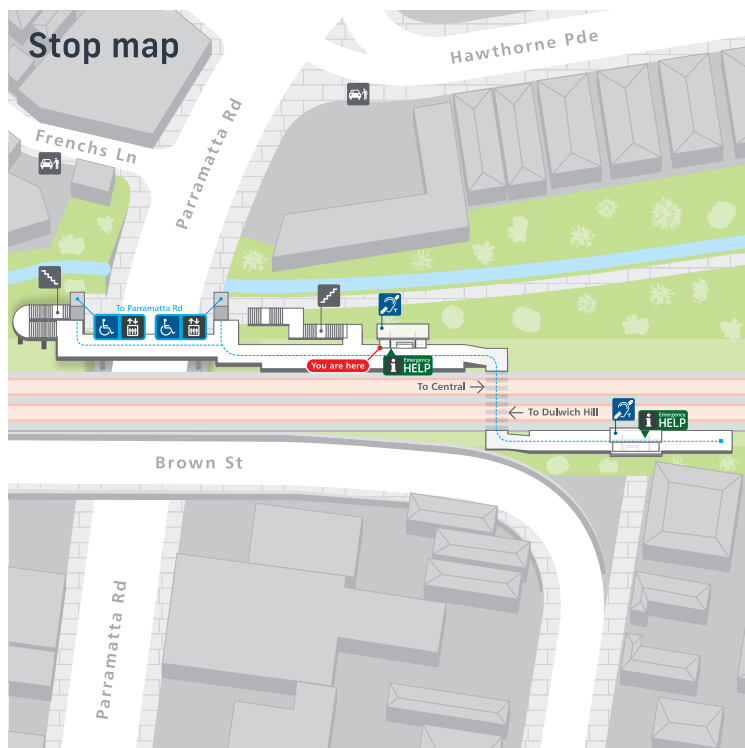 Stop map
Hawthorne Pde
Frenchs Ln
Parramatta Rd
To Parramatta Rd
You are here
i Emergency
HELP
To Central
To Dulwich Hill
i Emergency
HELP
Brown St
Parramatta Rd